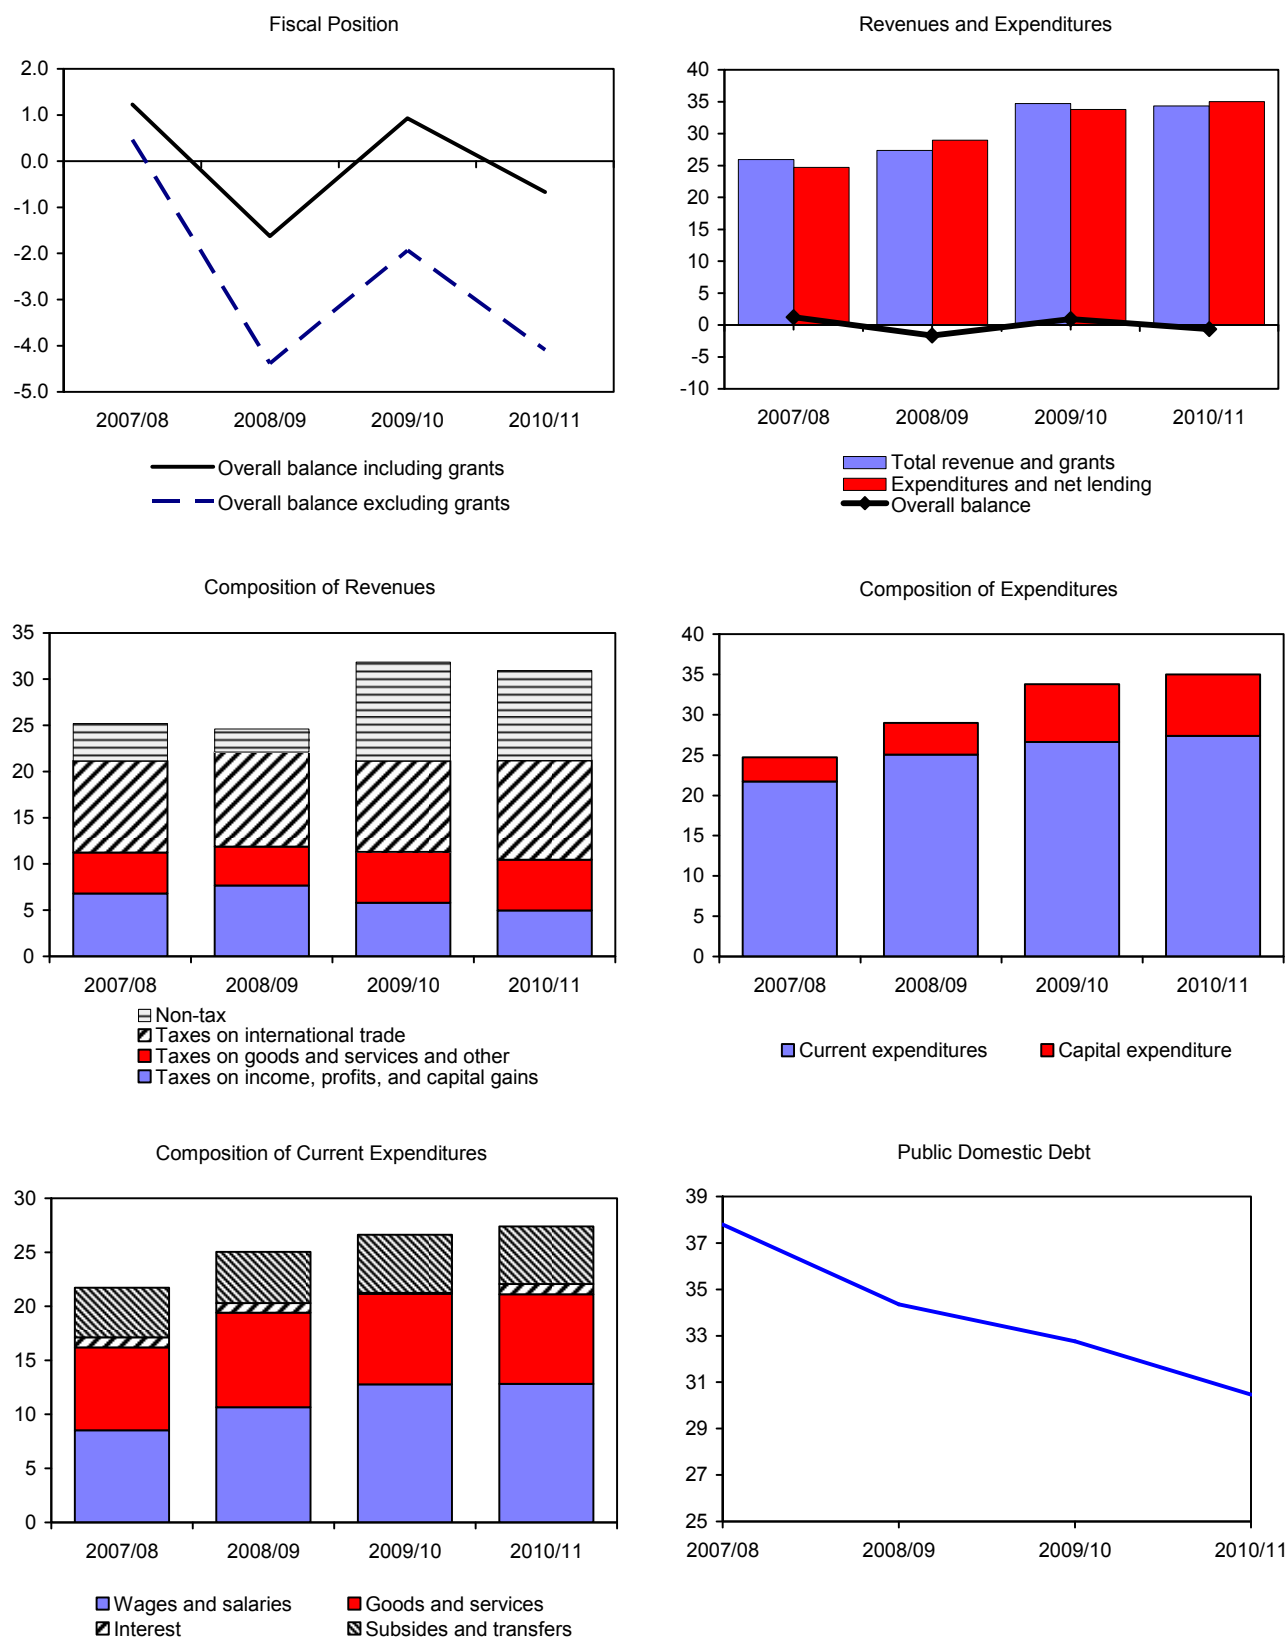 Fiscal Position
2.0
1.0
0.0
-1.0
-2.0
-3.0
-4.0
-5.0
2007/08 2008/09 2009/10 2010/11
Overall balance including grants
Overall balance excluding grants
Revenues and Expenditures
40
35
30
25
20
15
10
5
0
-5
-10
2007/08 2008/09 2009/10 2010/11
Total revenue and grants
Expenditures and net lending
Overall balance
Composition of Revenues
35
30
25
20
15
10
5
0
2007/08 2008/09 2009/10 2010/11
Non-tax
Taxes on international trade
Taxes on goods and services and other
Taxes on income, profits, and capital gains
Composition of Expenditures
40
35
30
25
20
15
10
5
0
2007/08 2008/09 2009/10 2010/11
Current expenditures Capital expenditure
Composition of Current Expenditures
30
25
20
15
10
5
0
2007/08 2008/09 2009/10 2010/11
Wages and salaries Goods and services
Interest Subsides and transfers
Public Domestic Debt
39
37
35
33
31
29
27
25
2007/08 2008/09 2009/10 2010/11